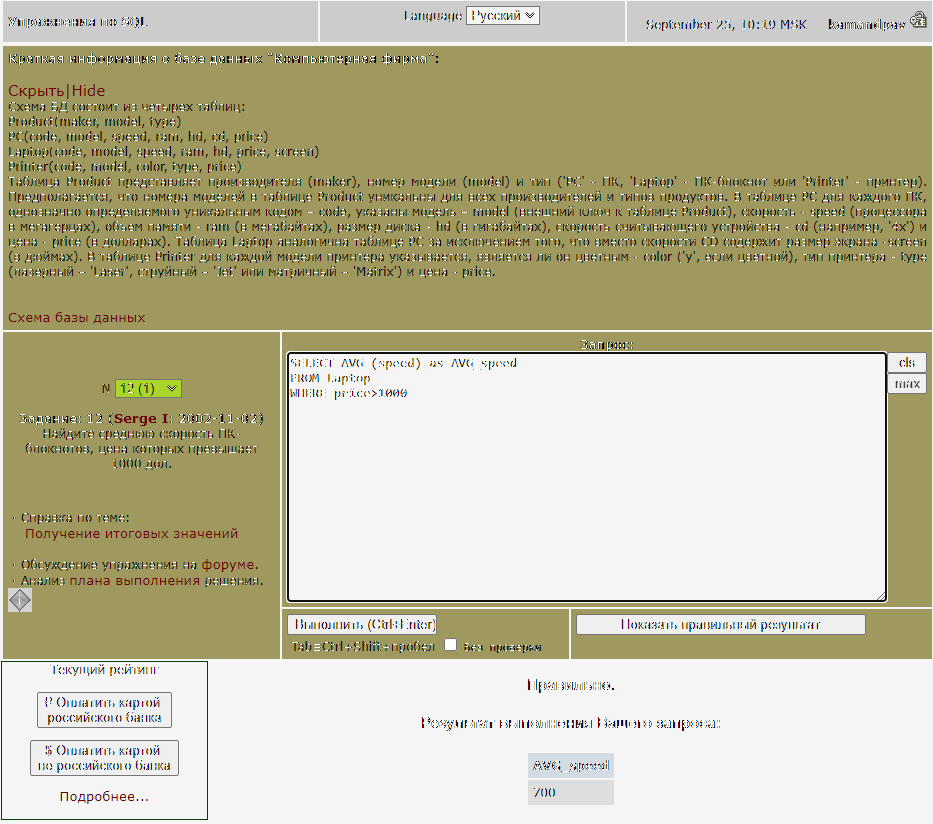 Упражнения по SQL
Language Русский
September 25, 10:19 MSK
kamandpav
Краткая информация о базе данных "Компьютерная фирма":
Скрыть|Hide
Схема БД состоит из четырех таблиц:
Product(maker, model, type)
PC(code, model, speed, ram, hd, cd, price)
Laptop(code, model, speed, ram, hd, price, screen)
Printer(code, model, color, type, price)
Таблица Product представляет производителя (maker), номер модели (model) и тип ('PC' - ПК, 'Laptop' - ПК-блокнот или 'Printer' - принтер).
Предполагается, что номера моделей в таблице Product уникальны для всех производителей и типов продуктов. В таблице PC для каждого ПК,
однозначно определяемого уникальным кодом – code, указаны модель – model (внешний ключ к таблице Product), скорость - speed (процессора
в мегагерцах), объем памяти - ram (в мегабайтах), размер диска - hd (в гигабайтах), скорость считывающего устройства - cd (например, '4x') и
цена - price (в долларах). Таблица Laptop аналогична таблице РС за исключением того, что вместо скорости CD содержит размер экрана -screen
(в дюймах). В таблице Printer для каждой модели принтера указывается, является ли он цветным - color ('y', если цветной), тип принтера - type
(лазерный – 'Laser', струйный – 'Jet' или матричный – 'Matrix') и цена - price.
Схема базы данных
N 12 (1)
Задание: 12 (Serge I: 2002-11-02)
Найдите среднюю скорость ПК-
блокнотов, цена которых превышает
1000 дол.
· Справка по теме:
Получение итоговых значений
· Обсуждение упражнения на форуме.
· Анализ плана выполнения решения.
Запрос:
SELECT AVG (speed) as AVG_speed
FROM Laptop
WHERE price>1000
cls
max
Выполнить (Ctrl+Enter)
Tab=Ctrl+Shift+пробел Без проверки
Показать правильный результат
Текущий рейтинг
₽ Оплатить картой
российского банка
$ Оплатить картой
не российского банка
Подробнее...
Правильно.
Результат выполнения Вашего запроса:
AVG_speed
700